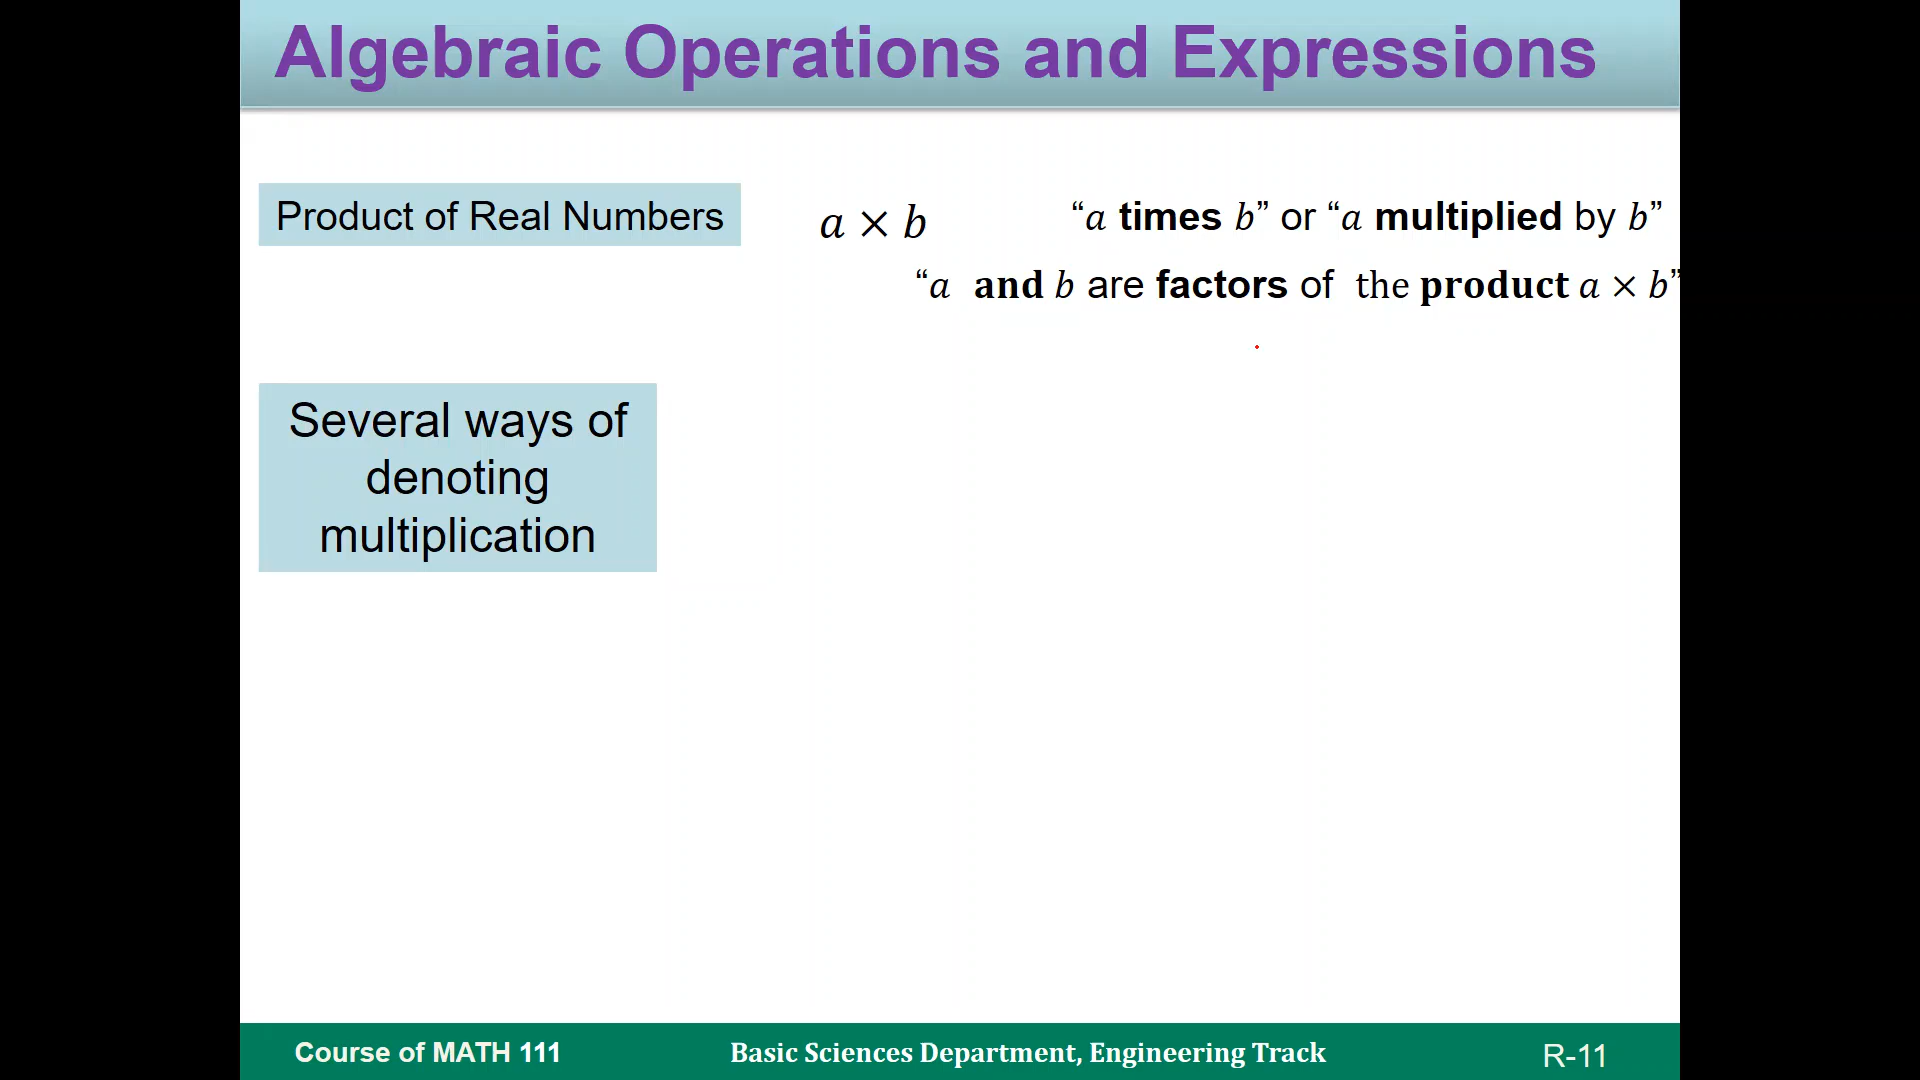 Algebraic Operations and Expressions
Product of Real Numbers
a × b
“a times b” or “a multiplied by b”
“a and b are factors of the product a × b”
Several ways of
denoting
multiplication
Course of MATH 111
Basic Sciences Department, Engineering Track
R-11